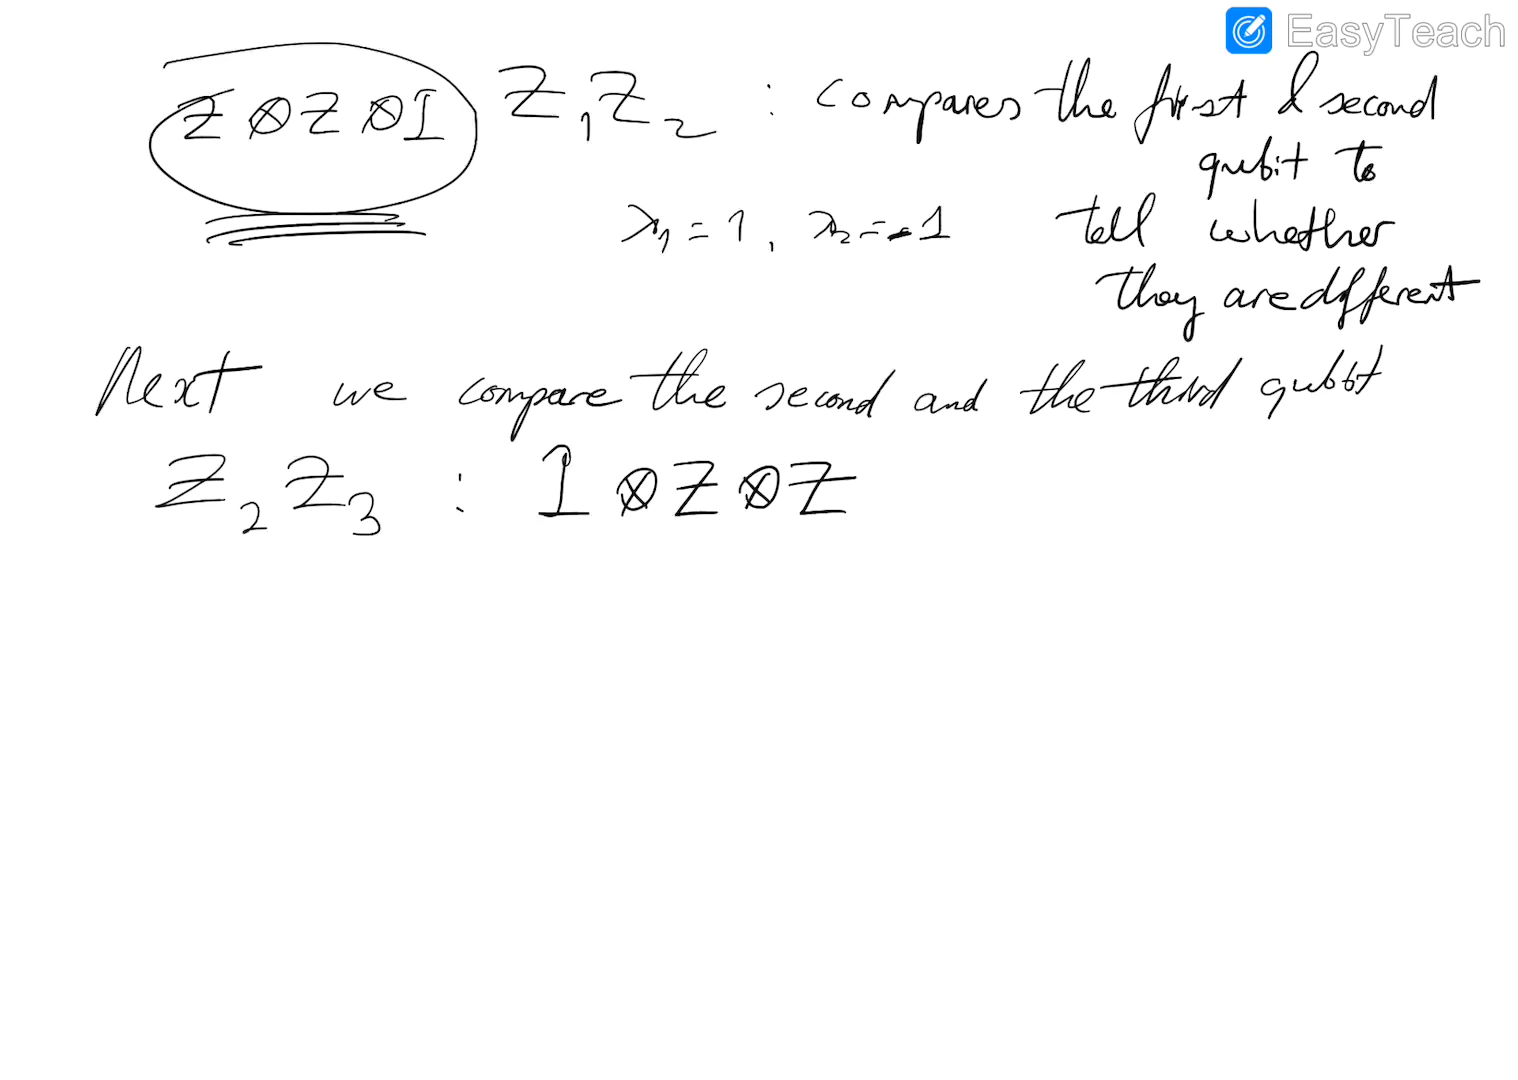 EasyTeach
Z⊗Z⊗I Z₁Z₂ : compares the first & second
qubit to
λ₁ = 1, λ₂ = -1 tell whether
they are different
Next we compare the second and the third qubit
Z₂Z₃ : I⊗Z⊗Z